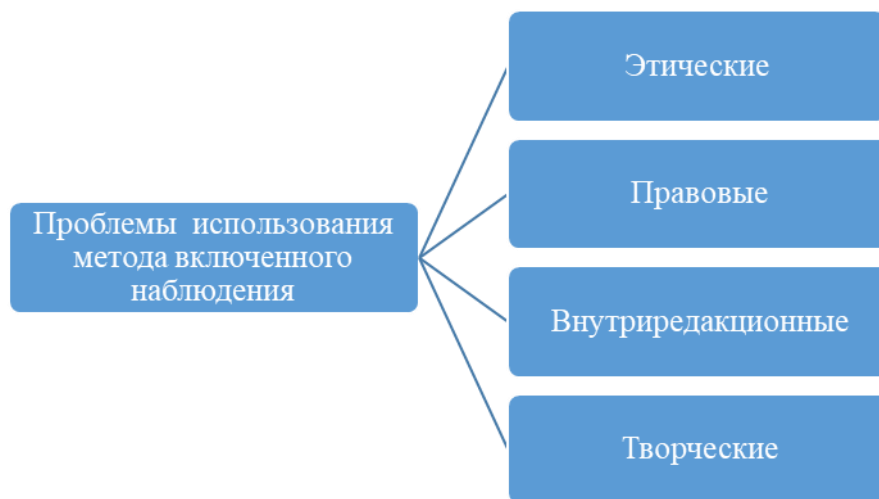 Проблемы использования
метода включенного
наблюдения
Этические
Правовые
Внутриредакционные
Творческие